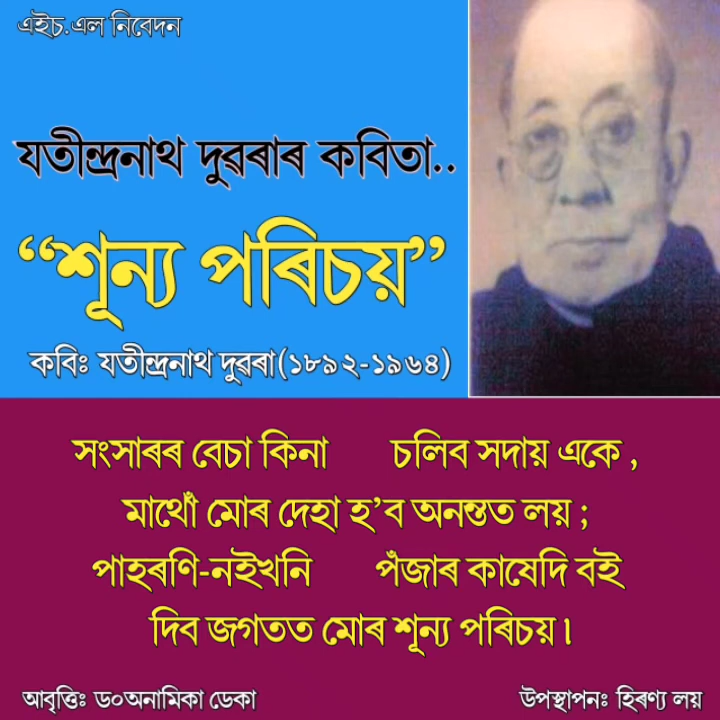 এইচ.এল নিবেদন
যতীন্দ্ৰনাথ দুৱৰাৰ কবিতা..
“শূন্য পৰিচয়”
কবিঃ যতীন্দ্ৰনাথ দুৱৰা(১৮৯২-১৯৬৪)
সংসাৰৰ বেচা কিনা চলিব সদায় একে ,
মাথোঁ মোৰ দেহা হ’ব অনন্তত লয় ;
পাহৰণি-নইখনি পঁজাৰ কাষেদি বই
দিব জগতত মোৰ শূন্য পৰিচয় ৷
আবৃত্তিঃ ড০অনামিকা ডেকা
উপস্থাপনঃ হিৰণ্য লয়